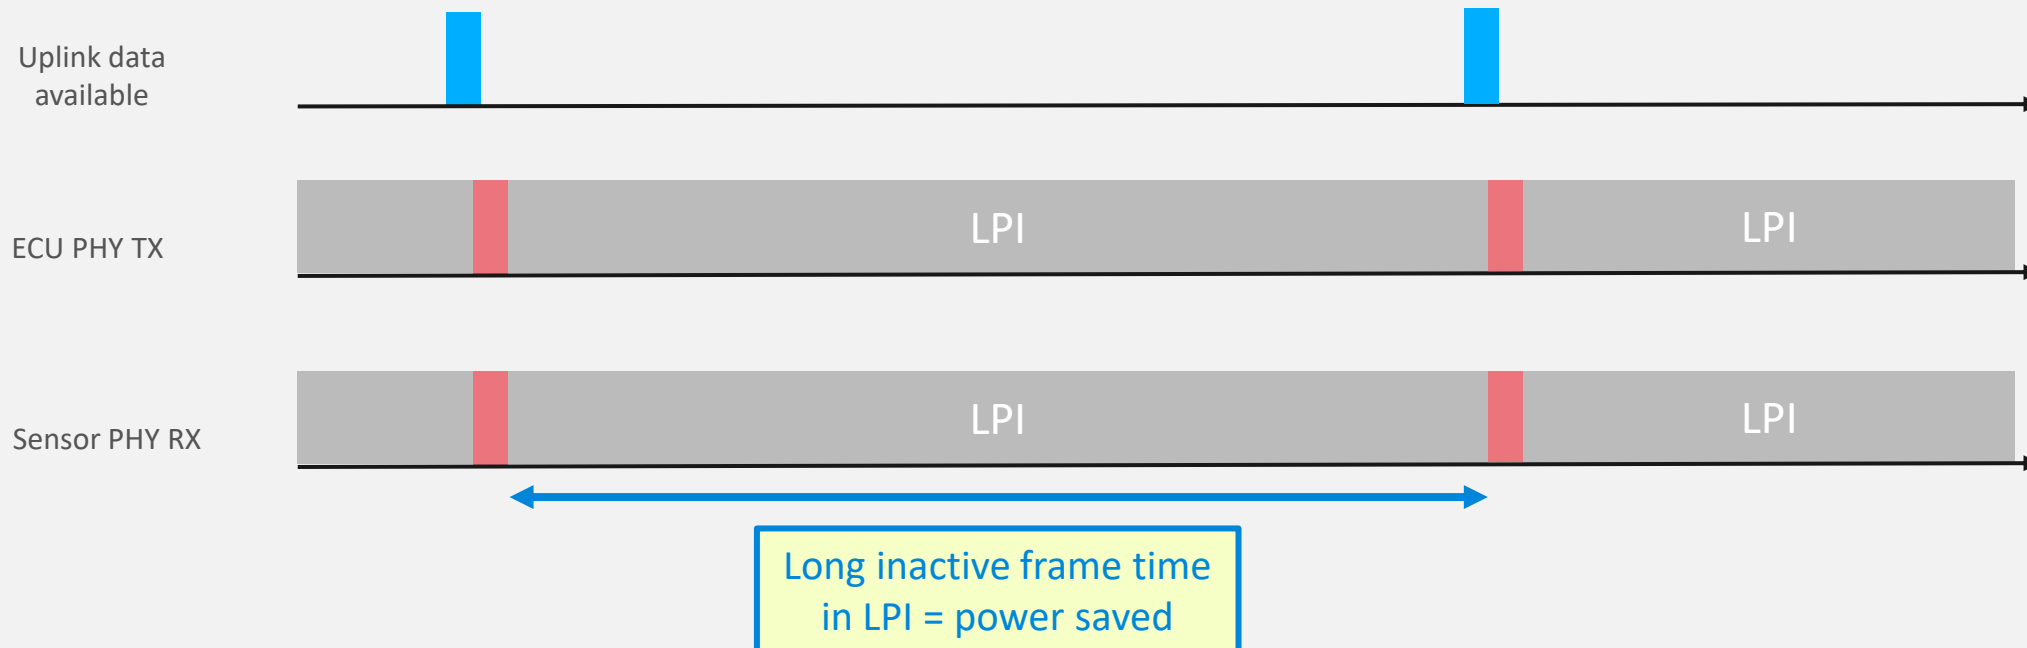 Uplink data
available
ECU PHY TX
LPI
LPI
Sensor PHY RX
LPI
LPI
Long inactive frame time
in LPI = power saved